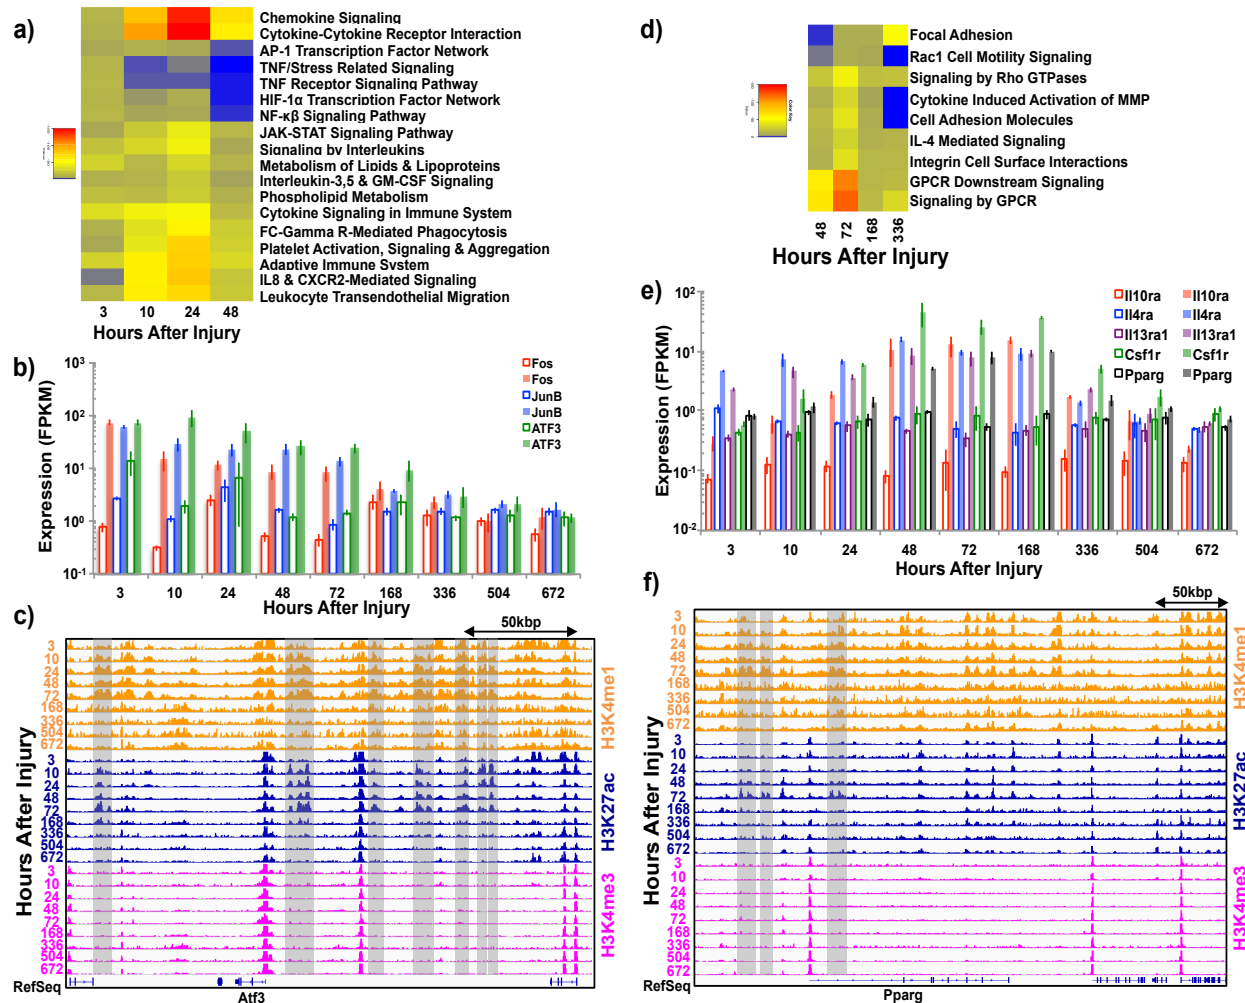 a)
Chemokine Signaling
Cytokine-Cytokine Receptor Interaction
AP-1 Transcription Factor Network
TNF/Stress Related Signaling
TNF Receptor Signaling Pathway
HIF-1α Transcription Factor Network
NF-κβ Signaling Pathway
JAK-STAT Signaling Pathway
Signaling by Interleukins
Metabolism of Lipids & Lipoproteins
Interleukin-3,5 & GM-CSF Signaling
Phospholipid Metabolism
Cytokine Signaling in Immune System
FC-Gamma R-Mediated Phagocytosis
Platelet Activation, Signaling & Aggregation
Adaptive Immune System
IL8 & CXCR2-Mediated Signaling
Leukocyte Transendothelial Migration
3 10 24 48
Hours After Injury
b)
Expression (FPKM)
10³
10²
10¹
10⁰
10⁻¹
Fos
Fos
JunB
JunB
ATF3
ATF3
3 10 24 48 72 168 336 504 672
Hours After Injury
c)
50kbp
Hours After Injury
3
10
24
48
72
168
336
504
672
H3K4me1
3
10
24
48
72
168
336
504
672
H3K27ac
3
10
24
48
72
168
336
504
672
H3K4me3
RefSeq
Atf3
d)
Color Key
Focal Adhesion
Rac1 Cell Motility Signaling
Signaling by Rho GTPases
Cytokine Induced Activation of MMP
Cell Adhesion Molecules
IL-4 Mediated Signaling
Integrin Cell Surface Interactions
GPCR Downstream Signaling
Signaling by GPCR
48 72 168 336
Hours After Injury
e)
Expression (FPKM)
10²
10¹
10⁰
10⁻¹
10⁻²
Il10ra Il10ra
Il4ra Il4ra
Il13ra1 Il13ra1
Csf1r Csf1r
Pparg Pparg
3 10 24 48 72 168 336 504 672
Hours After Injury
f)
50kbp
Hours After Injury
3
10
24
48
72
168
336
504
672
H3K4me1
3
10
24
48
72
168
336
504
672
H3K27ac
3
10
24
48
72
168
336
504
672
H3K4me3
RefSeq
Pparg